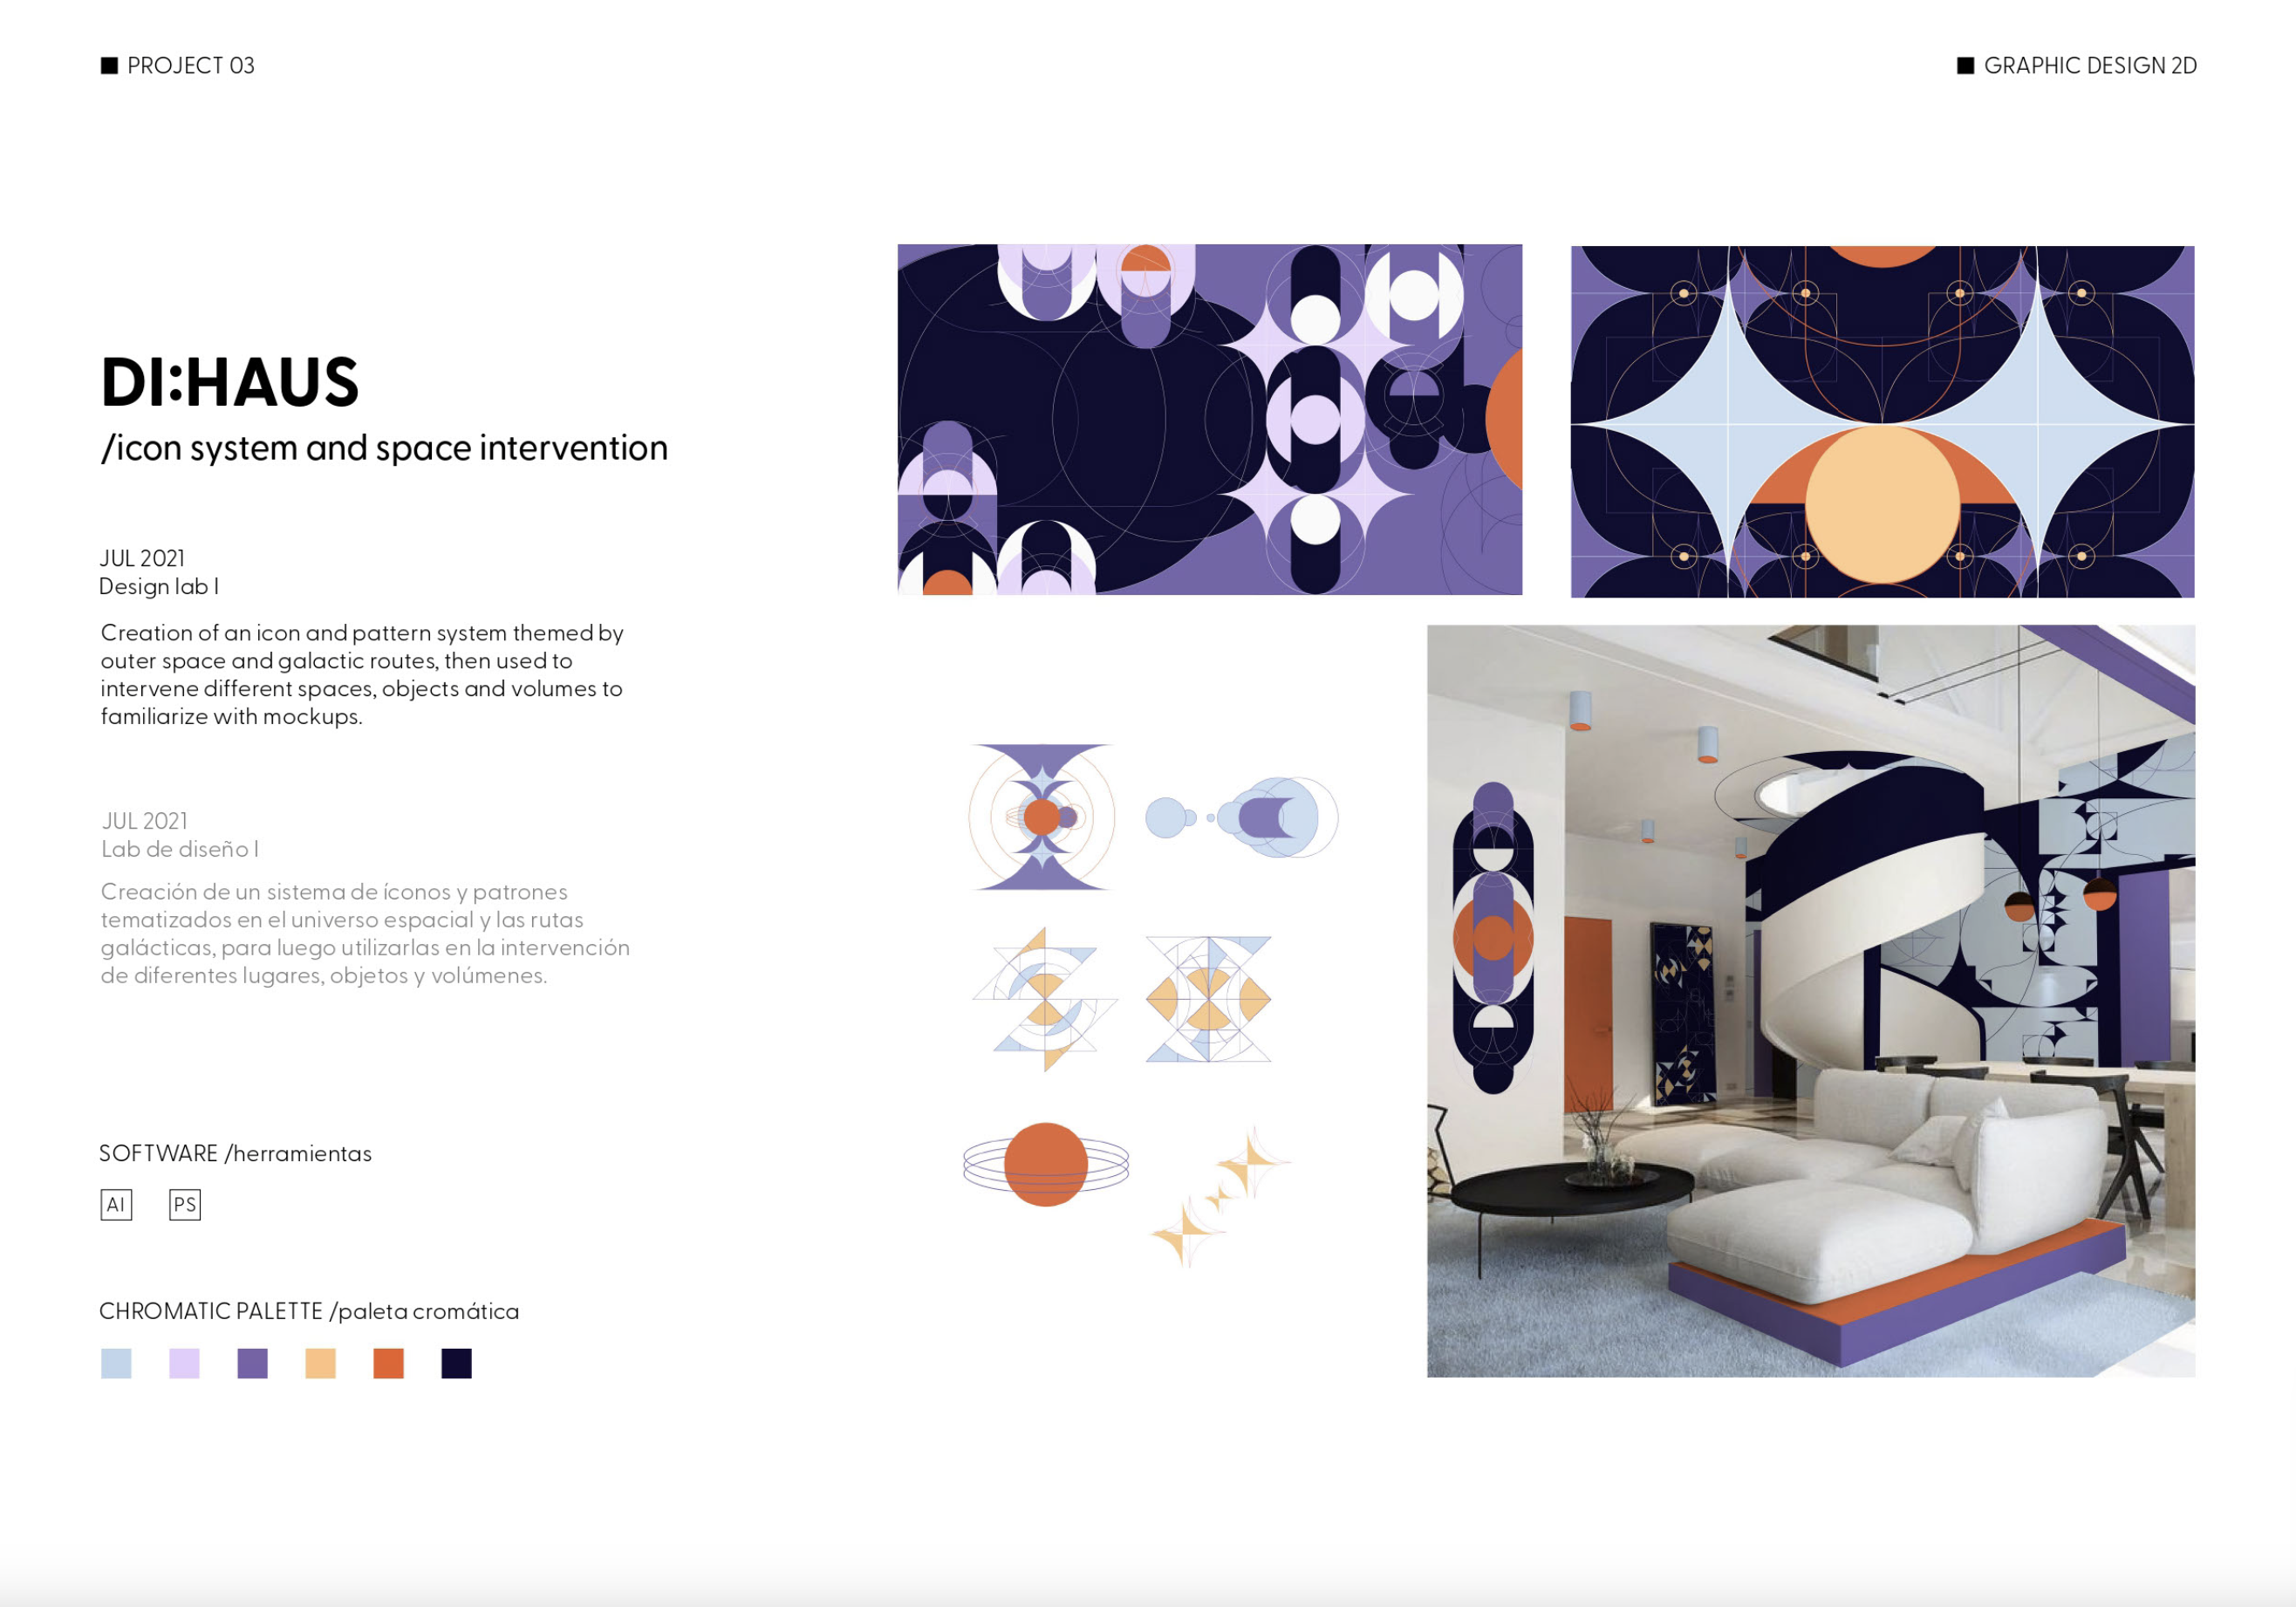 PROJECT 03
GRAPHIC DESIGN 2D
DI:HAUS
/icon system and space intervention
JUL 2021
Design lab I
Creation of an icon and pattern system themed by
outer space and galactic routes, then used to
intervene different spaces, objects and volumes to
familiarize with mockups.
JUL 2021
Lab de diseño I
Creación de un sistema de íconos y patrones
tematizados en el universo espacial y las rutas
galácticas, para luego utilizarlas en la intervención
de diferentes lugares, objetos y volúmenes.
SOFTWARE /herramientas
AI PS
CHROMATIC PALETTE /paleta cromática